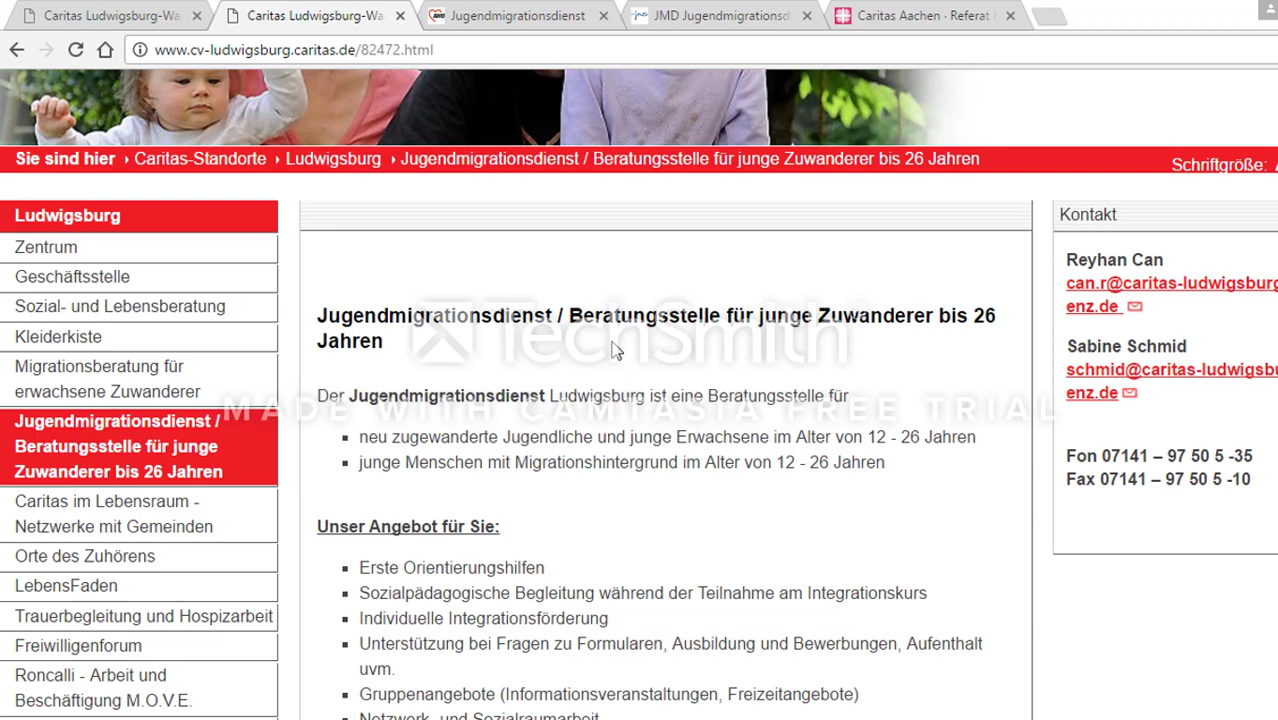 Caritas Ludwigsburg-Wa
Caritas Ludwigsburg-Wa
Jugendmigrationsdienst
JMD Jugendmigrationsd
Caritas Aachen · Referat
www.cv-ludwigsburg.caritas.de/82472.html
Sie sind hier › Caritas-Standorte › Ludwigsburg › Jugendmigrationsdienst / Beratungsstelle für junge Zuwanderer bis 26 Jahren
Schriftgröße:
Ludwigsburg
Zentrum
Geschäftsstelle
Sozial- und Lebensberatung
Kleiderkiste
Migrationsberatung für
erwachsene Zuwanderer
Jugendmigrationsdienst /
Beratungsstelle für junge
Zuwanderer bis 26 Jahren
Caritas im Lebensraum -
Netzwerke mit Gemeinden
Orte des Zuhörens
LebensFaden
Trauerbegleitung und Hospizarbeit
Freiwilligenforum
Roncalli - Arbeit und
Beschäftigung M.O.V.E.
Jugendmigrationsdienst / Beratungsstelle für junge Zuwanderer bis 26
Jahren
TechSmith
MADE WITH CAMTASIA FREE TRIAL
Der Jugendmigrationsdienst Ludwigsburg ist eine Beratungsstelle für
neu zugewanderte Jugendliche und junge Erwachsene im Alter von 12 - 26 Jahren
junge Menschen mit Migrationshintergrund im Alter von 12 - 26 Jahren
Unser Angebot für Sie:
Erste Orientierungshilfen
Sozialpädagogische Begleitung während der Teilnahme am Integrationskurs
Individuelle Integrationsförderung
Unterstützung bei Fragen zu Formularen, Ausbildung und Bewerbungen, Aufenthalt
uvm.
Gruppenangebote (Informationsveranstaltungen, Freizeitangebote)
Netzwerk- und Sozialraumarbeit
Kontakt
Reyhan Can
can.r@caritas-ludwigsburg
enz.de
Sabine Schmid
schmid@caritas-ludwigsbu
enz.de
Fon 07141 – 97 50 5 -35
Fax 07141 – 97 50 5 -10